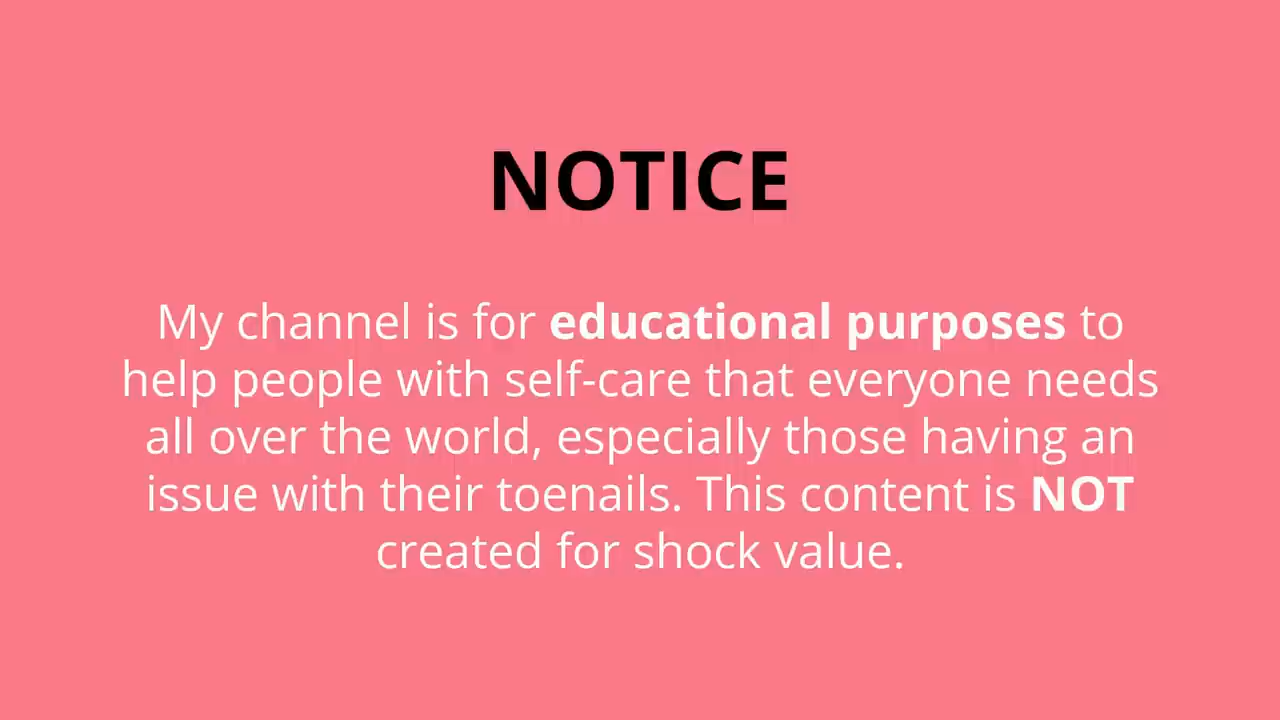 NOTICE
My channel is for educational purposes to
help people with self-care that everyone needs
all over the world, especially those having an
issue with their toenails. This content is NOT
created for shock value.